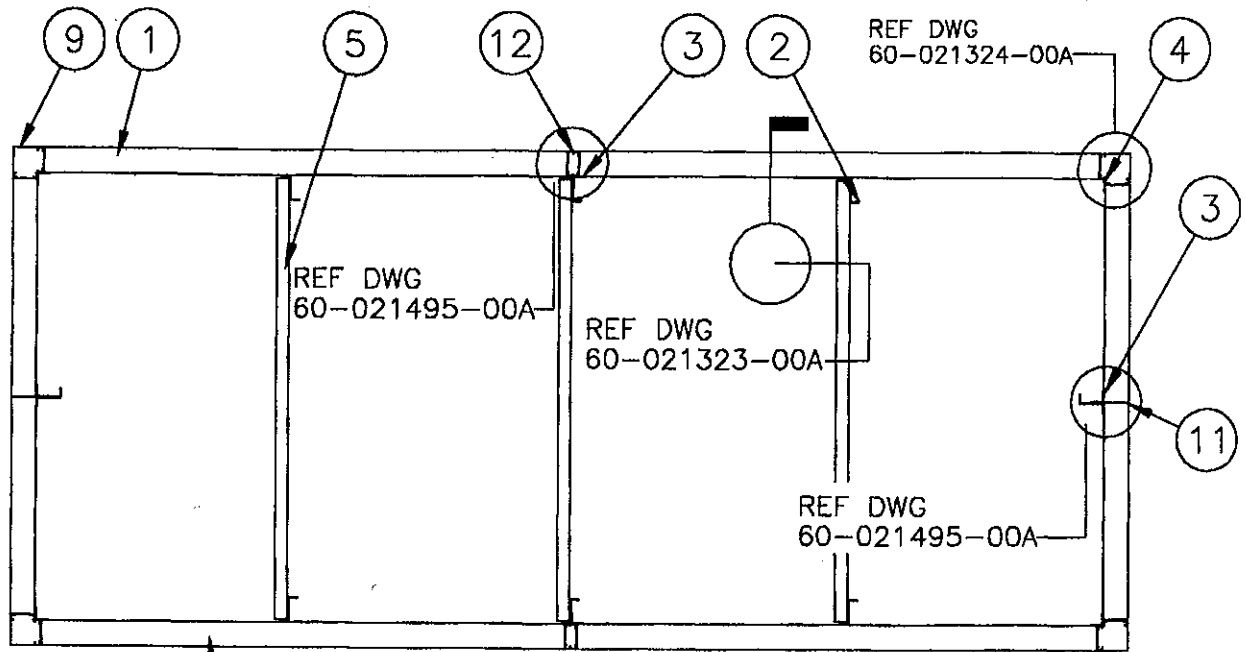 9
1
5
12
3
2
REF DWG
60-021324-00A
4
3
REF DWG
60-021495-00A
REF DWG
60-021323-00A
11
REF DWG
60-021495-00A